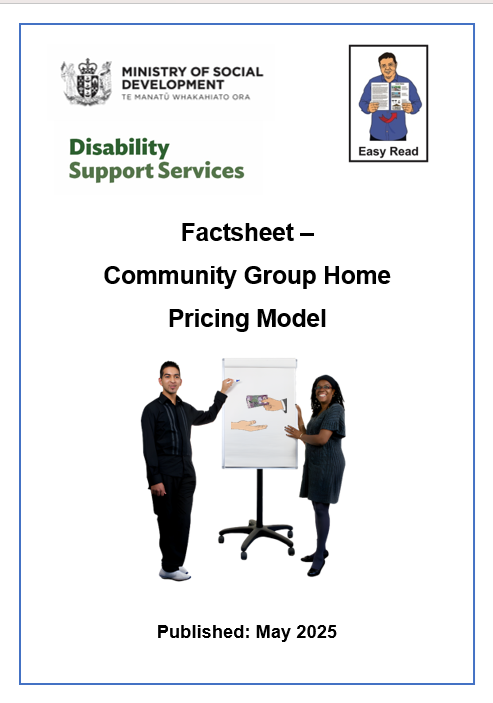 MINISTRY OF SOCIAL
DEVELOPMENT
TE MANATŪ WHAKAHIATO ORA
Disability
Support Services
Easy Read
Factsheet –
Community Group Home
Pricing Model
Published: May 2025